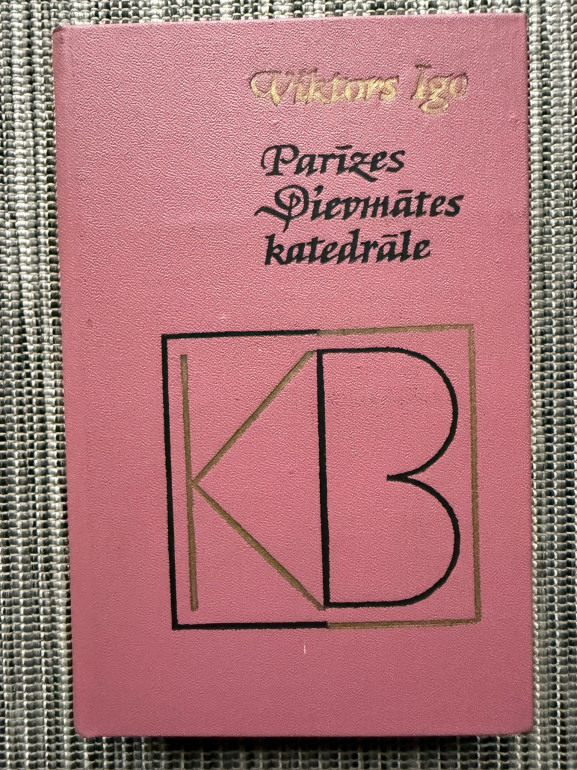 Viktors Igo
Parīzes
Dievmātes
katedrāle
KB